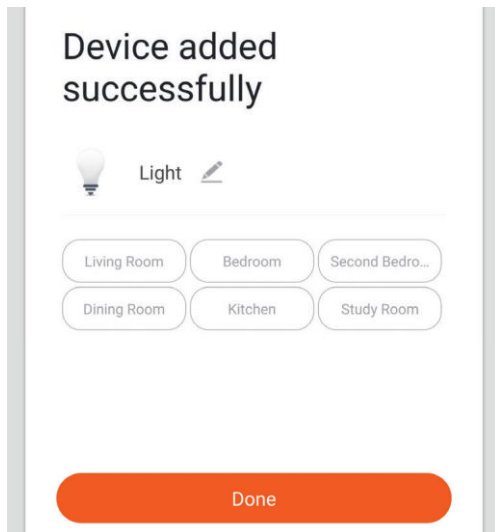 Device added
successfully
Light
Living Room Bedroom Second Bedro...
Dining Room Kitchen Study Room
Done